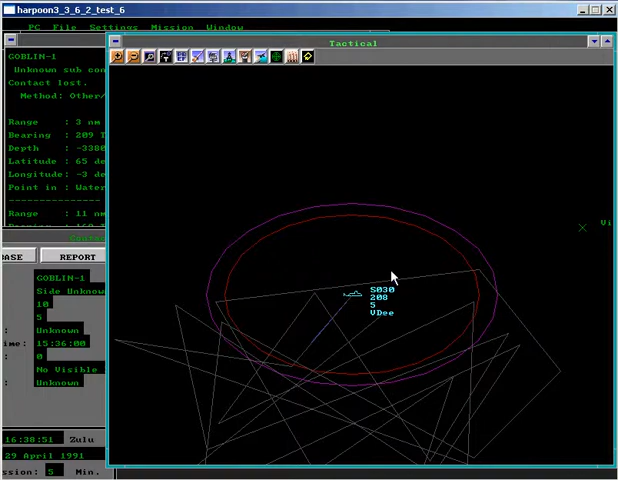 harpoon3_3_6_2_test_6
PC File Settings Mission Window
Tactical
GOBLIN-1
Unknown sub con
Contact lost.
Method: Other/
Range : 3 nm
Bearing : 209 T
Depth : -3380
Latitude : 65 de
Longitude: -3 de
Point in : Water
---------------
Range : 11 nm
BASE REPORT
GOBLIN-1
Side Unknow
10
5
: Unknown
ime: 15:36:00
: 0
No Visible
: Unknown
S030
208
5
VDee
Vi
16:38:51 Zulu
29 April 1991
ssion: 5 Min.